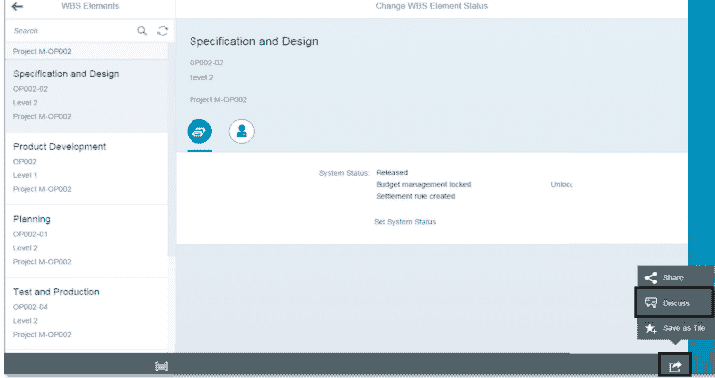 WBS Elements
Change WBS Element Status
Search
Project M-OP002
Specification and Design
OP002-02
Level 2
Project M-OP002
Product Development
OP002
Level 1
Project M-OP002
Planning
OP002-01
Level 2
Project M-OP002
Test and Production
OP002-04
Level 2
Project M-OP002
Specification and Design
OP002-02
level 2
Project M-OP002
System Status: Released
Budget management locked
Settlement rule created
Set System Status
Share
Discuss
Save as Tile